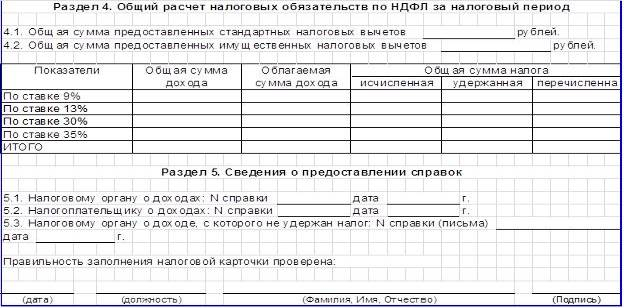 Раздел 4. Общий расчет налоговых обязательств по НДФЛ за налоговый период
4.1. Общая сумма предоставленных стандартных налоговых вычетов рублей.
4.2. Общая сумма предоставленных имущественных налоговых вычетов рублей.
Показатели Общая сумма дохода Облагаемая сумма дохода Общая сумма налога
исчисленная удержанная перечисленна
По ставке 9%
По ставке 13%
По ставке 30%
По ставке 35%
ИТОГО
Раздел 5. Сведения о предоставлении справок
5.1. Налоговому органу о доходах: N справки дата г.
5.2. Налогоплательщику о доходах: N справки дата г.
5.3. Налоговому органу о доходе, с которого не удержан налог: N справки (письма)
дата г.
Правильность заполнения налоговой карточки проверена:
(дата) (должность) (Фамилия, Имя, Отчество) (Подпись)